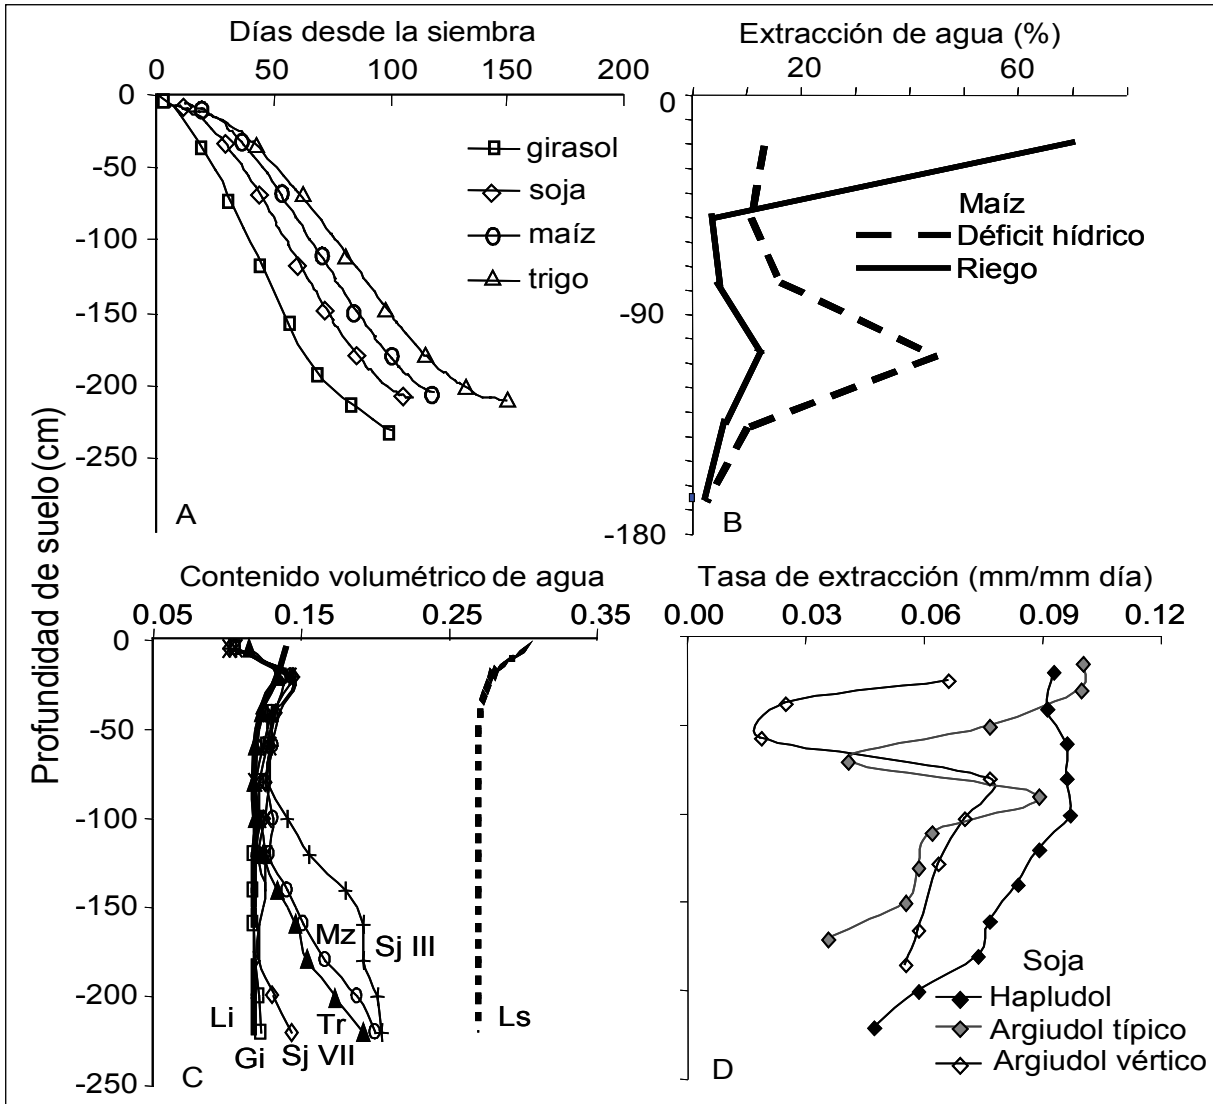 Días desde la siembra
0 50 100 150 200
0
-50
-100
-150
-200
-250
girasol
soja
maíz
trigo
A
Extracción de agua (%)
20 60
0
-90
-180
Maíz
Déficit hídrico
Riego
B
Profundidad de suelo (cm)
Contenido volumétrico de agua
0.05 0.15 0.25 0.35
0
-50
-100
-150
-200
-250
Mz
Sj III
Li
Tr
Ls
Gi
Sj VII
C
Tasa de extracción (mm/mm día)
0.00 0.03 0.06 0.09 0.12
Soja
Hapludol
Argiudol típico
Argiudol vértico
D